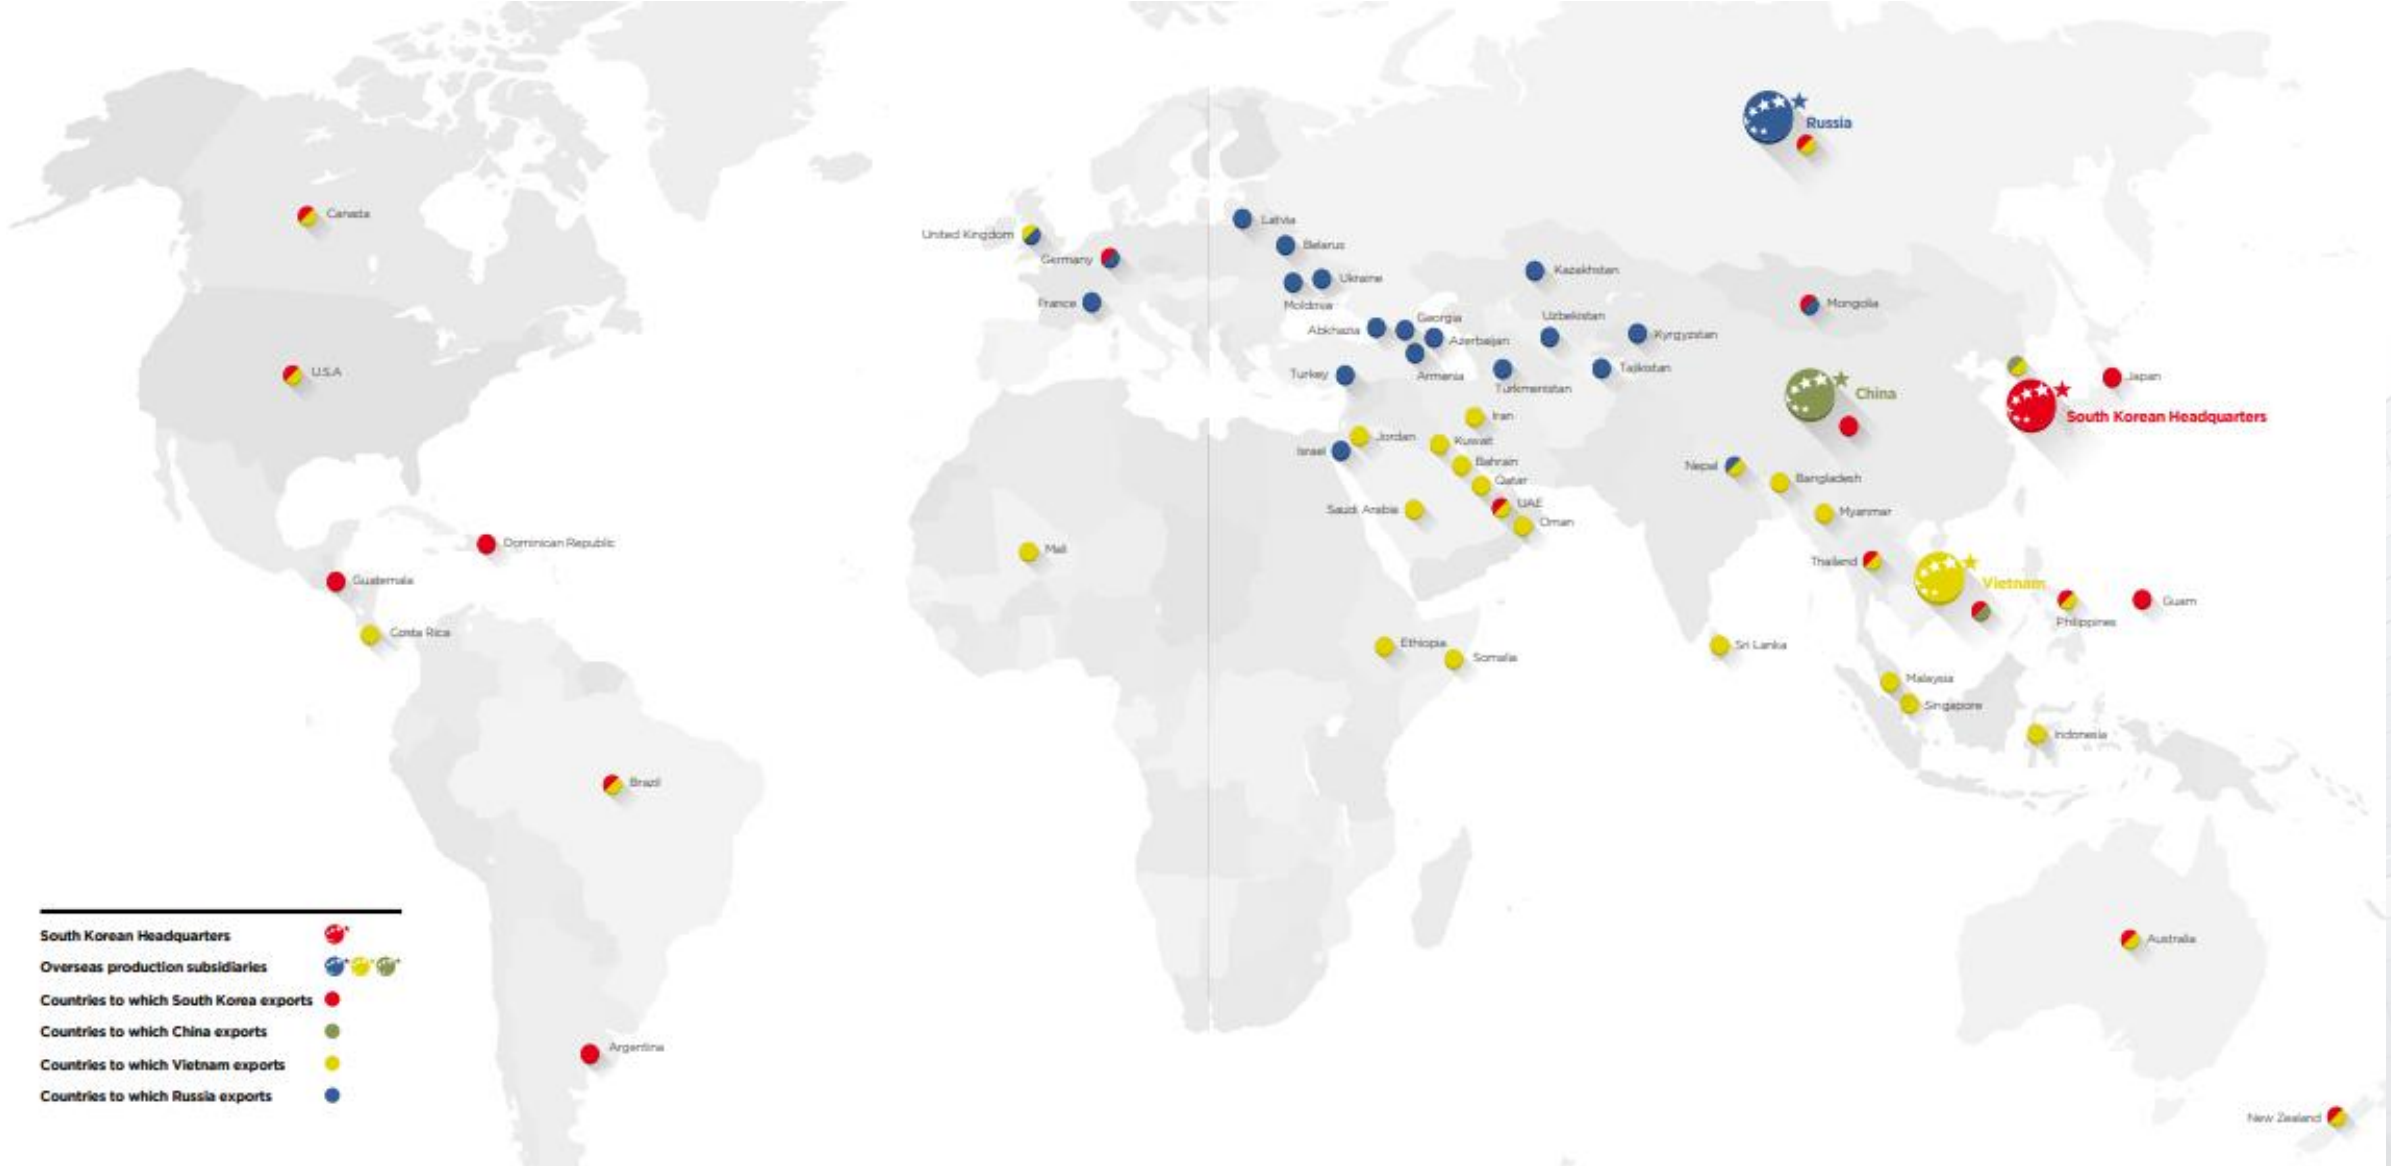 Russia
Canada
Latvia
United Kingdom
Belarus
Germany
Kazakhstan
Ukraine
France
Moldova
Mongolia
Uzbekistan
Georgia
Abkhazia
Kyrgyzstan
Azerbaijan
U.S.A
Turkey
Armenia
Tajikistan
Turkmenistan
Japan
China
Iran
South Korean Headquarters
Jordan
Kuwait
Israel
Bahrain
Nepal
Qatar
Bangladesh
UAE
Saudi Arabia
Myanmar
Oman
Dominican Republic
Mali
Thailand
Guatemala
Vietnam
Guam
Philippines
Costa Rica
Ethiopia
Sri Lanka
Somalia
Malaysia
Singapore
Indonesia
Brazil
South Korean Headquarters
Australia
Overseas production subsidiaries
Countries to which South Korea exports
Countries to which China exports
Argentina
Countries to which Vietnam exports
Countries to which Russia exports
New Zealand